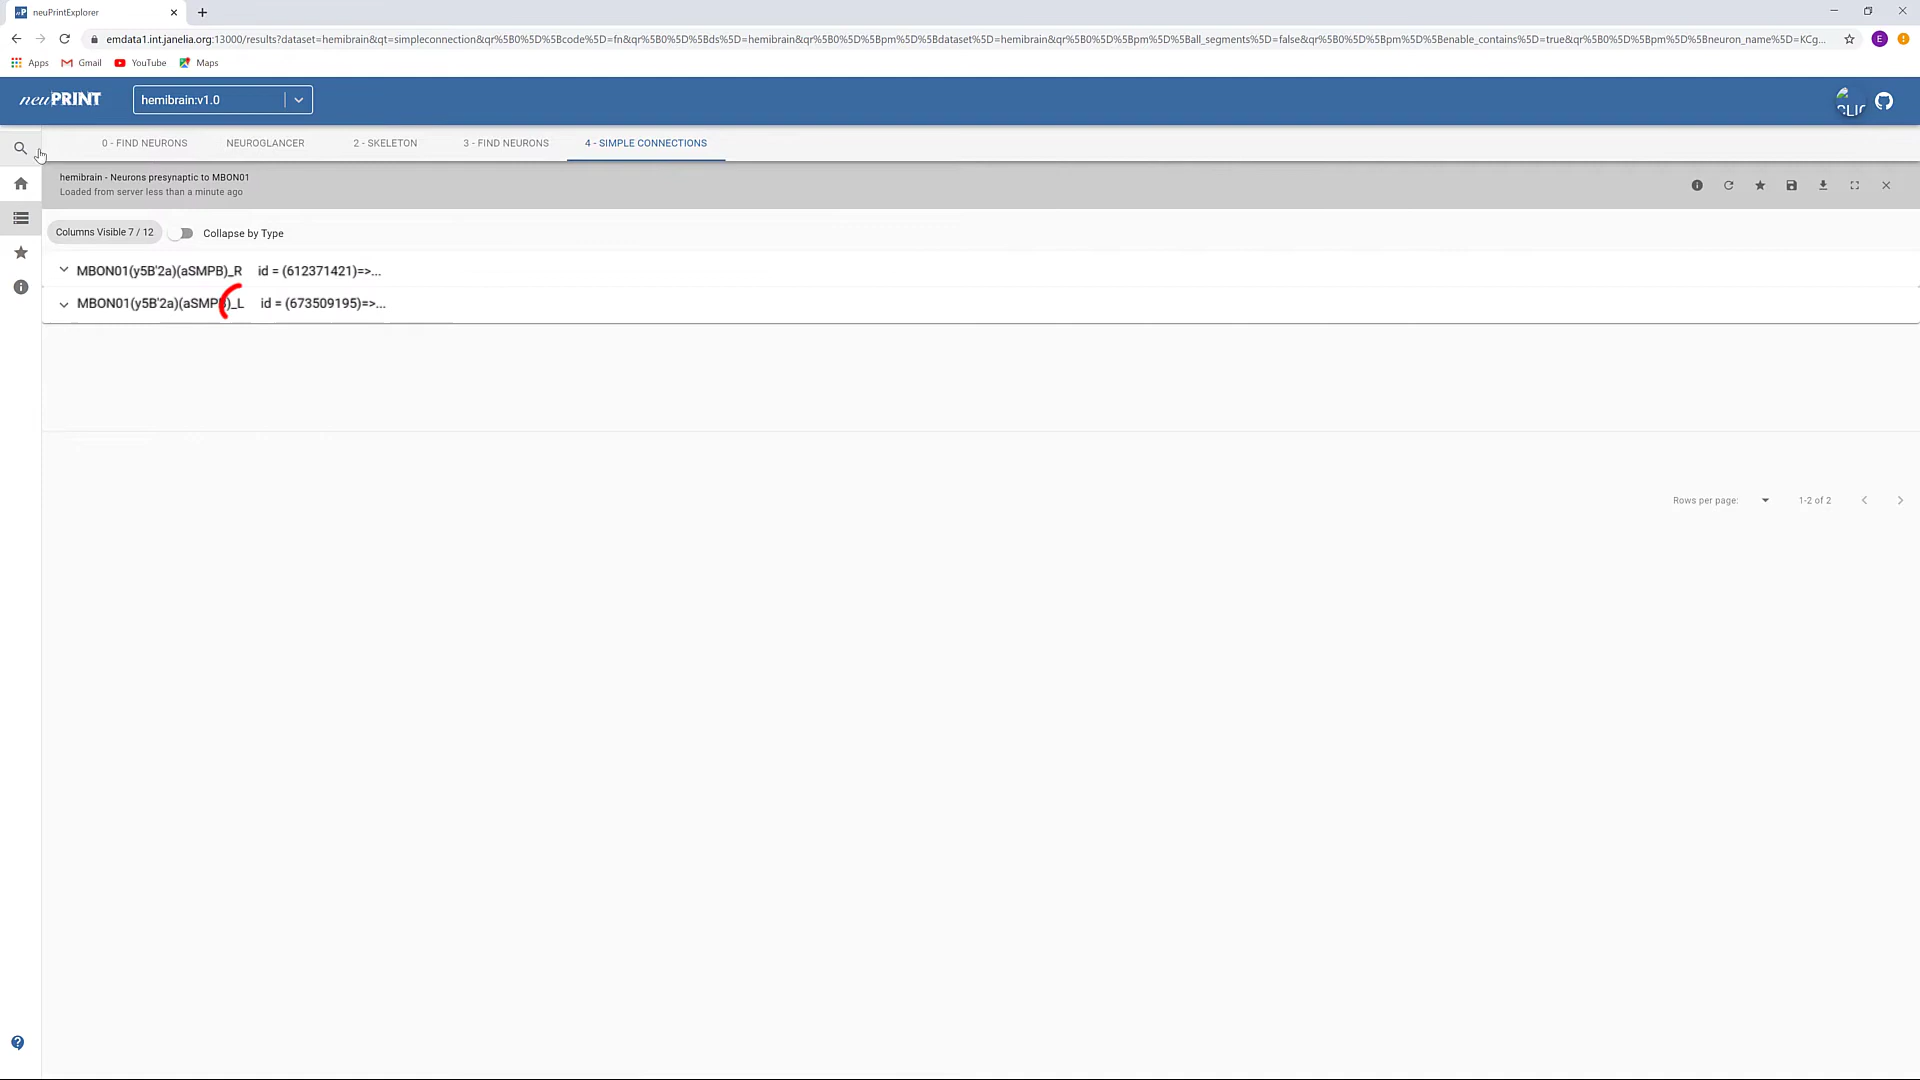 neuPrintExplorer
emdata1.int.janelia.org:13000/results?dataset=hemibrain&qt=simpleconnection&qr%5B0%5D%5Bcode%5D=fn&qr%5B0%5D%5Bds%5D=hemibrain&qr%5B0%5D%5Bpm%5D%5Bdataset%5D=hemibrain&qr%5B0%5D%5Bpm%5D%5Ball_segments%5D=false&qr%5B0%5D%5Bpm%5D%5Benable_contains%5D=true&qr%5B0%5D%5Bpm%5D%5Bneuron_name%5D=KCg...
E
Apps Gmail YouTube Maps
neuPRINT hemibrain:v1.0
0 - FIND NEURONS NEUROGLANCER 2 - SKELETON 3 - FIND NEURONS 4 - SIMPLE CONNECTIONS
hemibrain - Neurons presynaptic to MBON01
Loaded from server less than a minute ago
Columns Visible 7 / 12 Collapse by Type
MBON01(y5B'2a)(aSMPB)_R id = (612371421)=>...
MBON01(y5B'2a)(aSMPB)_L id = (673509195)=>...
Rows per page: 1-2 of 2